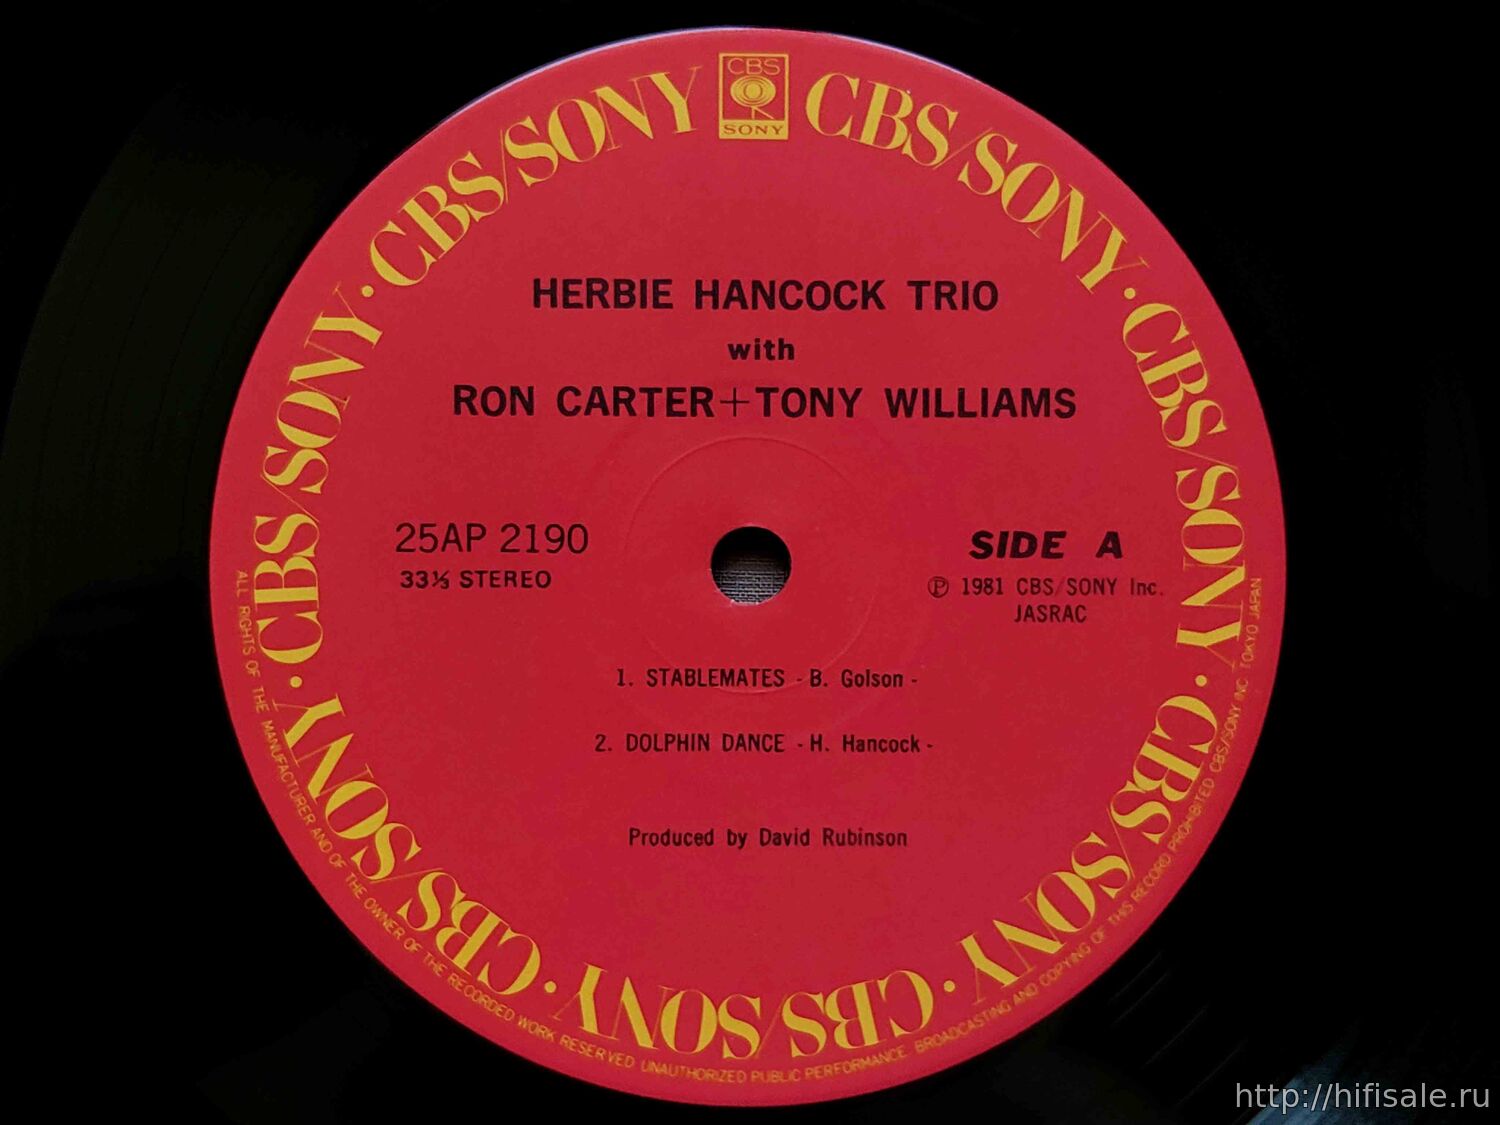 CBS
SONY
CBS/SONY · CBS/SONY · CBS/SONY · CBS/SONY · CBS/SONY · CBS/SONY · CBS/SONY
HERBIE HANCOCK TRIO
with
RON CARTER+TONY WILLIAMS
25AP 2190
33⅓ STEREO
SIDE A
Ⓟ 1981 CBS/SONY Inc.
JASRAC
1. STABLEMATES - B. Golson -
2. DOLPHIN DANCE - H. Hancock -
Produced by David Rubinson
ALL RIGHTS OF THE MANUFACTURER AND OF THE OWNER OF THE RECORDED WORK RESERVED UNAUTHORIZED PUBLIC PERFORMANCE BROADCASTING AND COPYING OF THIS RECORD PROHIBITED CBS/SONY INC. TOKYO JAPAN
http://hifisale.ru